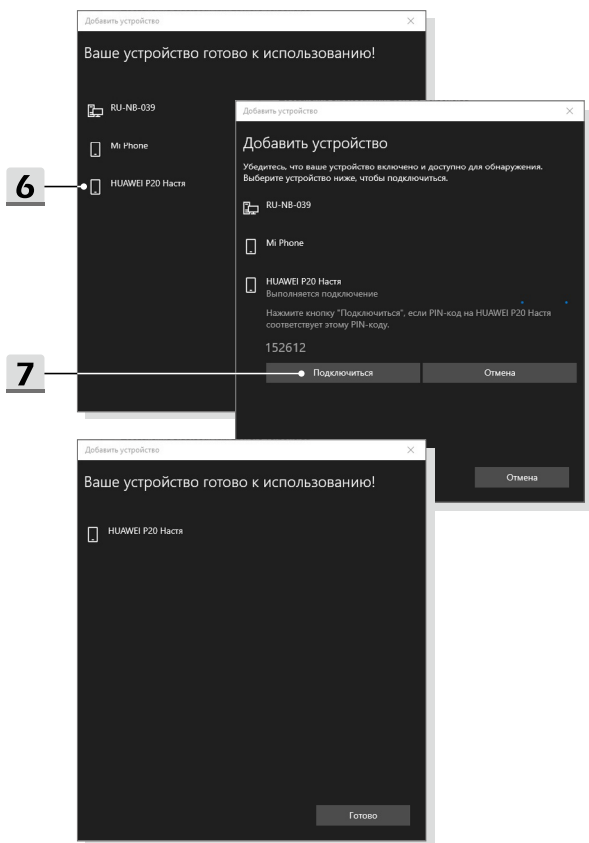 Добавить устройство
Ваше устройство готово к использованию!
RU-NB-039
Mi Phone
6
HUAWEI P20 Настя
Добавить устройство
Добавить устройство
Убедитесь, что ваше устройство включено и доступно для обнаружения.
Выберите устройство ниже, чтобы подключиться.
RU-NB-039
Mi Phone
HUAWEI P20 Настя
Выполняется подключение
Нажмите кнопку "Подключиться", если PIN-код на HUAWEI P20 Настя
соответствует этому PIN-коду.
152612
7
Подключиться
Отмена
Отмена
Добавить устройство
Ваше устройство готово к использованию!
HUAWEI P20 Настя
Готово